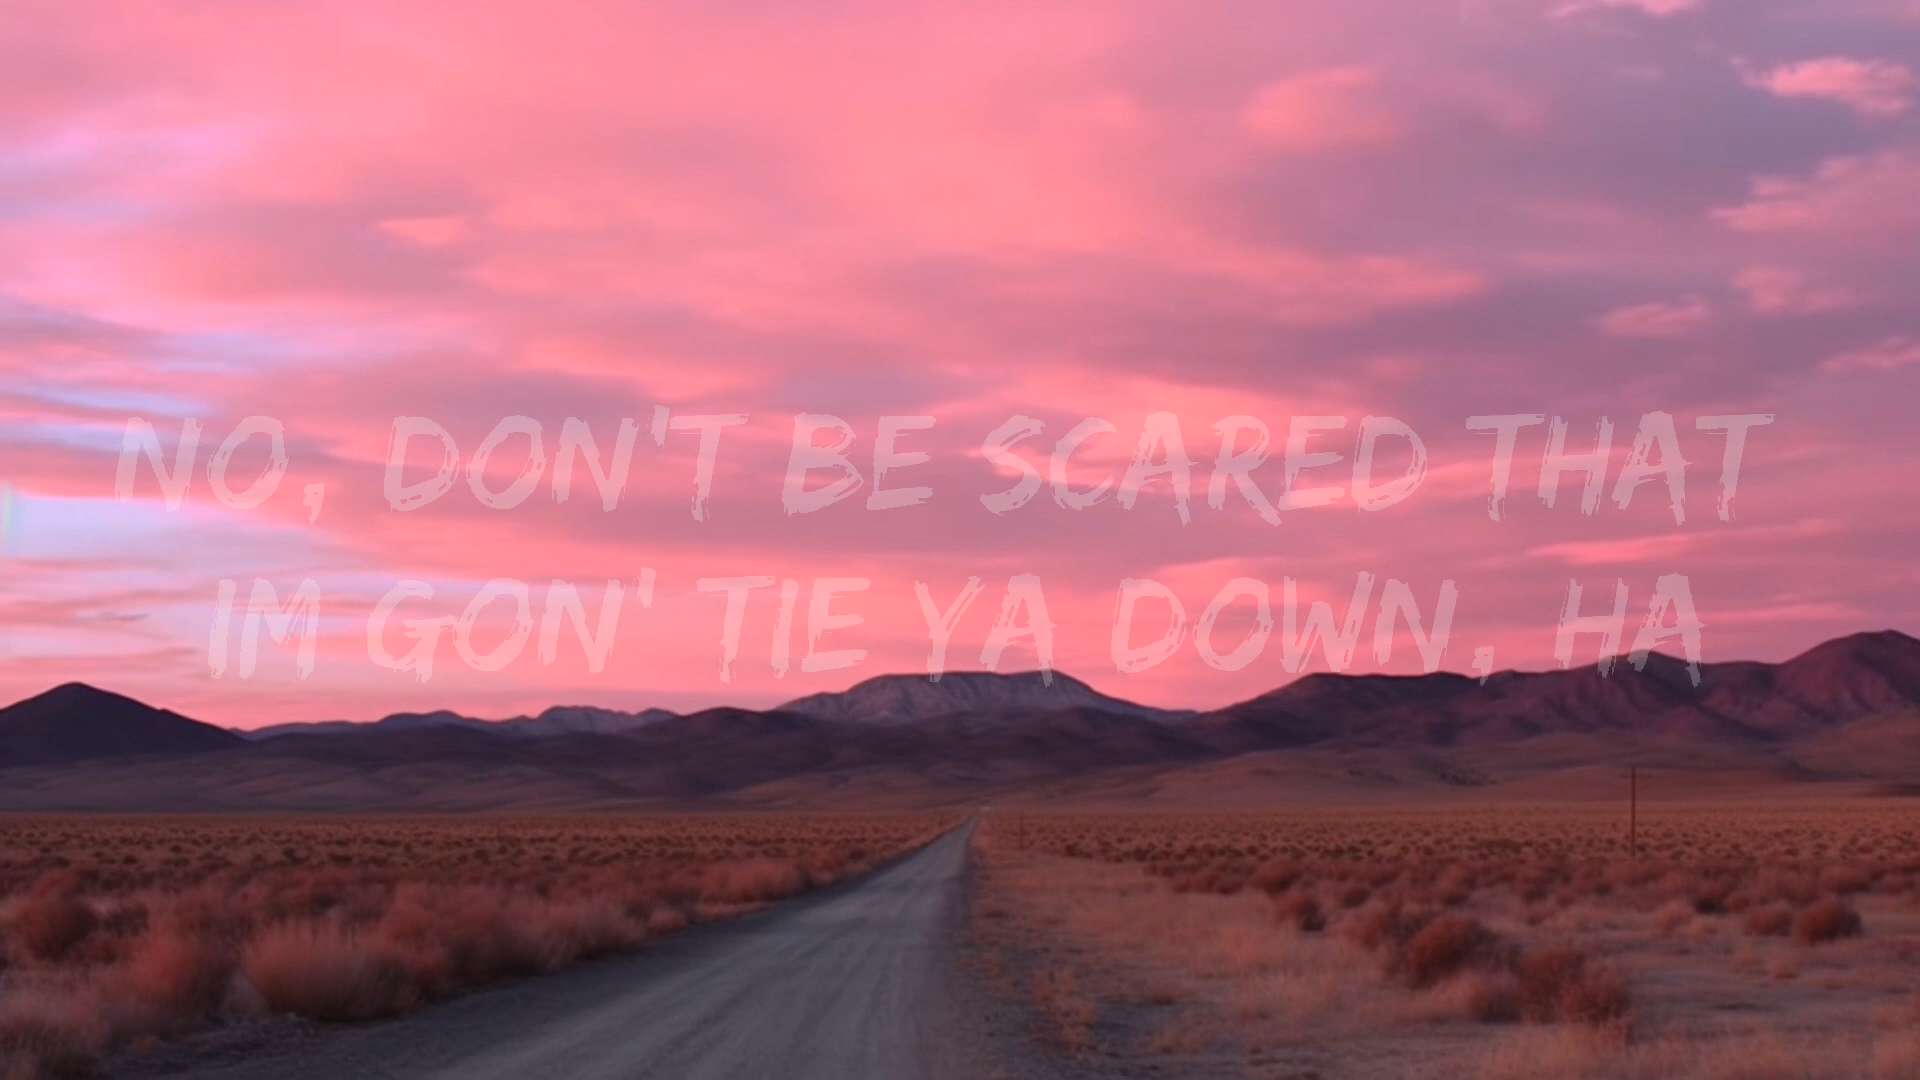 NO, DON'T BE SCARED THAT
IM GON' TIE YA DOWN, HA